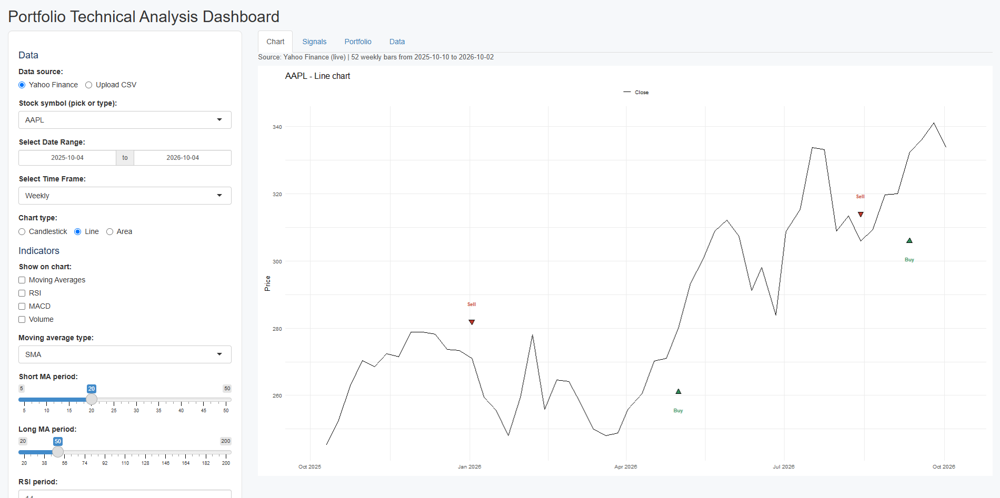 Portfolio Technical Analysis Dashboard
Data
Data source:
Yahoo Finance Upload CSV
Stock symbol (pick or type):
AAPL
Select Date Range:
2025-10-04 to 2026-10-04
Select Time Frame:
Weekly
Chart type:
Candlestick Line Area
Indicators
Show on chart:
Moving Averages
RSI
MACD
Volume
Moving average type:
SMA
Short MA period:
5 20 50
5 10 15 20 25 30 35 40 45 50
Long MA period:
20 50 200
20 38 56 74 92 110 128 146 164 182 200
RSI period:
Chart Signals Portfolio Data
Source: Yahoo Finance (live) | 52 weekly bars from 2025-10-10 to 2026-10-02
AAPL - Line chart
Close
340
320
300
280
260
Price
Sell
Sell
Buy
Buy
Oct 2025 Jan 2026 Apr 2026 Jul 2026 Oct 2026